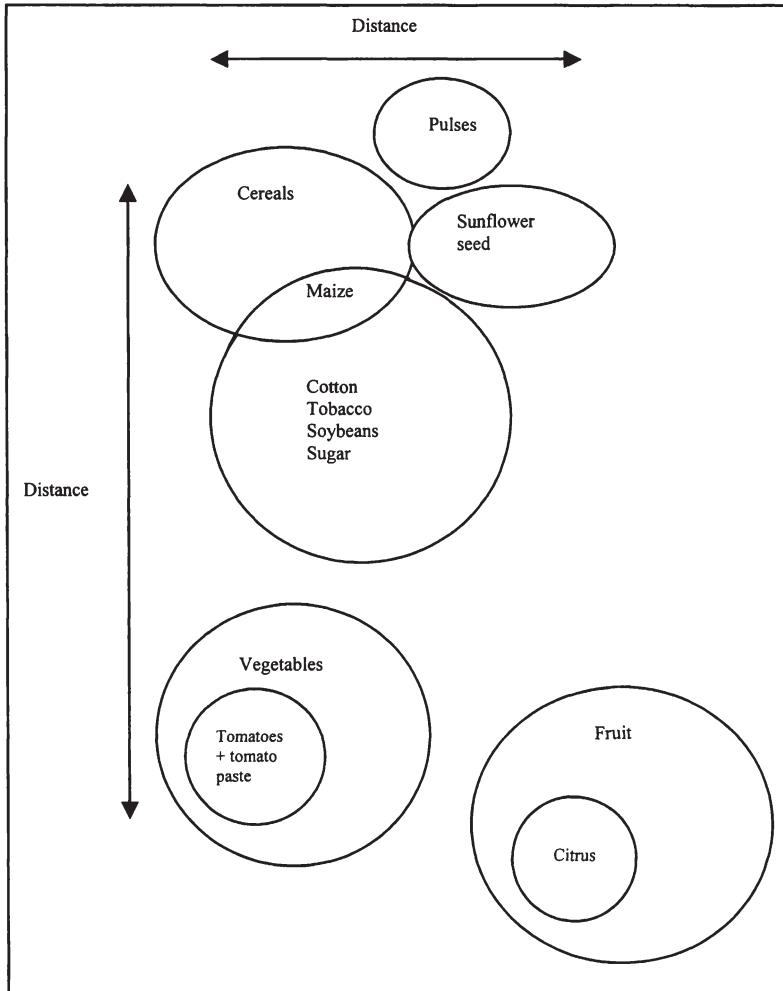 Distance
Pulses
Cereals
Sunflower
seed
Maize
Cotton
Tobacco
Soybeans
Sugar
Distance
Vegetables
Tomatoes
+ tomato
paste
Fruit
Citrus